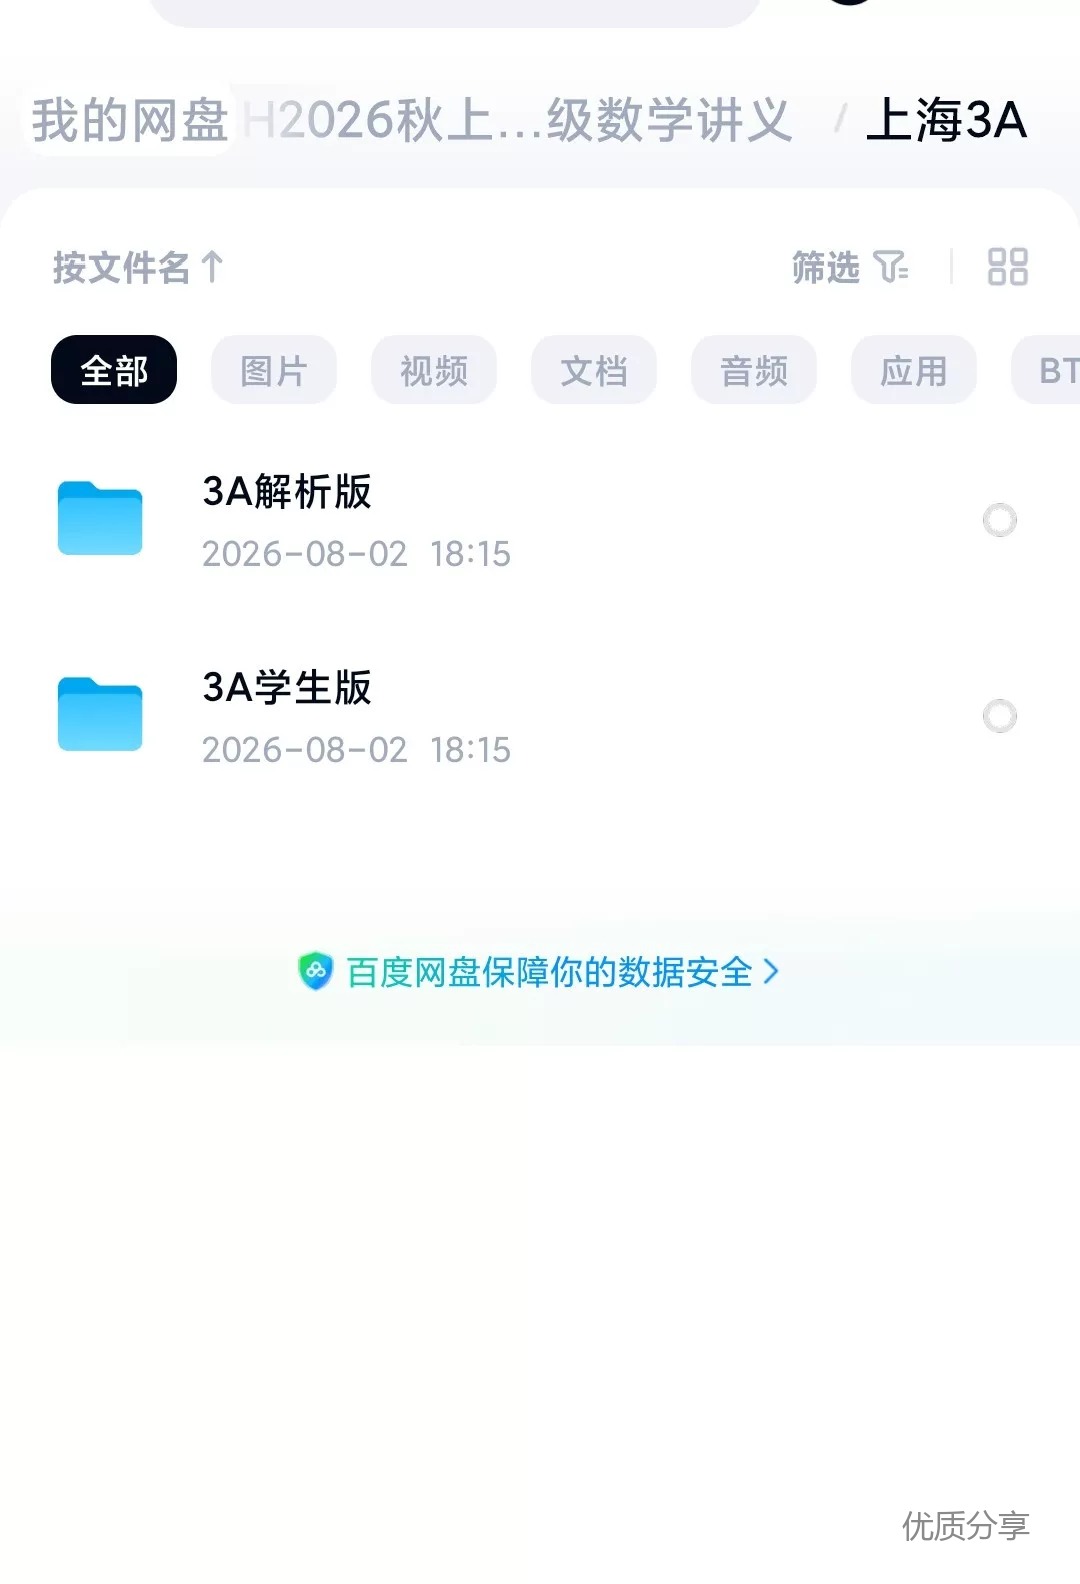 我的网盘 H2026秋上...级数学讲义 / 上海3A
按文件名↑ 筛选
全部 图片 视频 文档 音频 应用 BT
3A解析版
2026-08-02 18:15
3A学生版
2026-08-02 18:15
百度网盘保障你的数据安全 >
优质分享